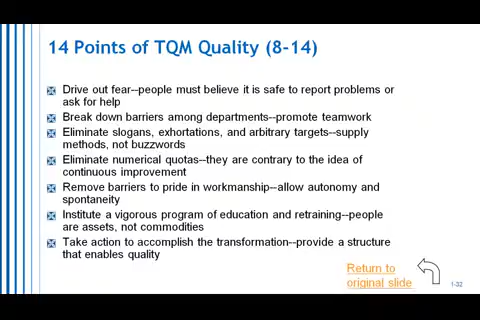 14 Points of TQM Quality (8-14)
Drive out fear--people must believe it is safe to report problems or
ask for help
Break down barriers among departments--promote teamwork
Eliminate slogans, exhortations, and arbitrary targets--supply
methods, not buzzwords
Eliminate numerical quotas--they are contrary to the idea of
continuous improvement
Remove barriers to pride in workmanship--allow autonomy and
spontaneity
Institute a vigorous program of education and retraining--people
are assets, not commodities
Take action to accomplish the transformation--provide a structure
that enables quality
Return to
original slide
1-32